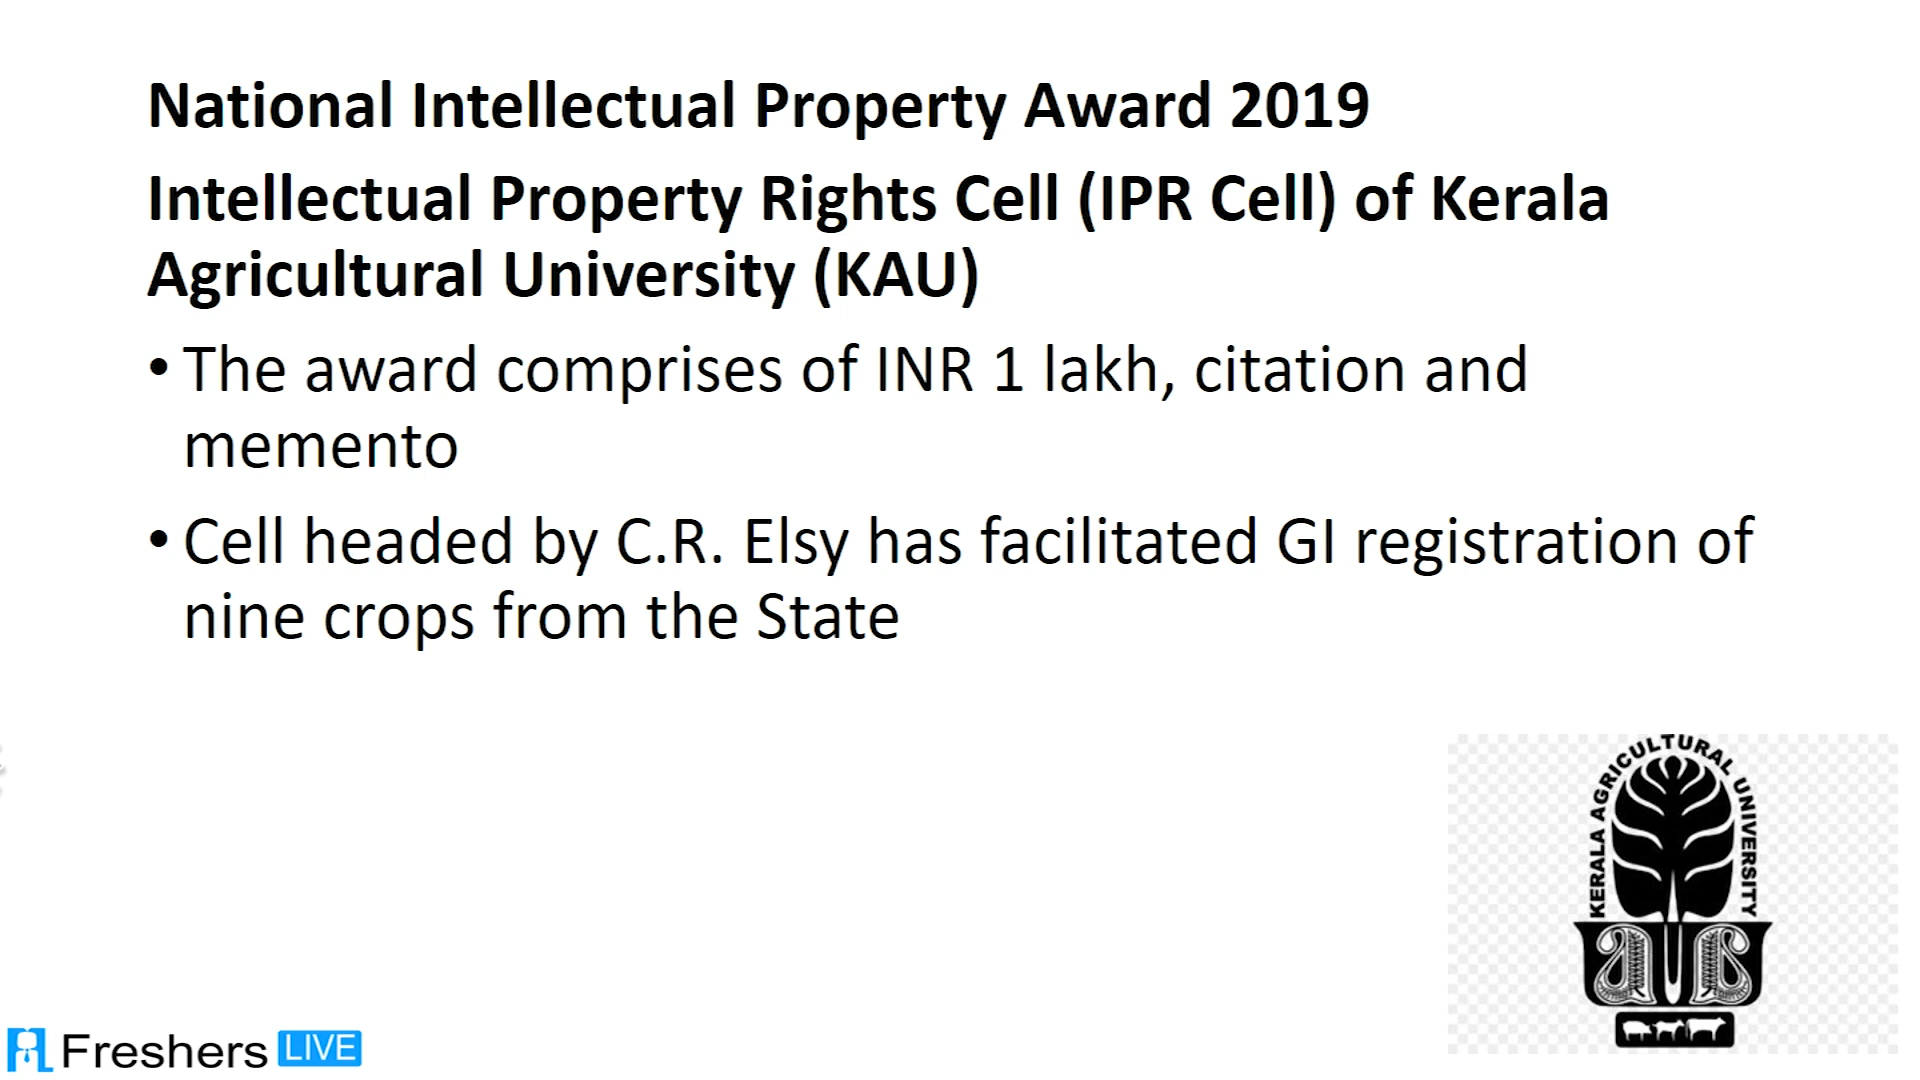 National Intellectual Property Award 2019
Intellectual Property Rights Cell (IPR Cell) of Kerala
Agricultural University (KAU)
• The award comprises of INR 1 lakh, citation and
memento
• Cell headed by C.R. Elsy has facilitated GI registration of
nine crops from the State
KERALA AGRICULTURAL UNIVERSITY
Freshers LIVE